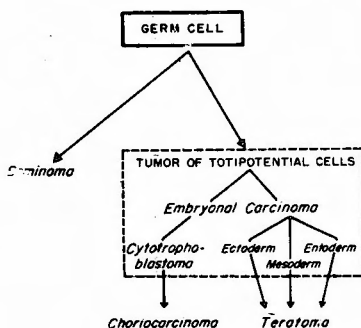 GERM CELL
TUMOR OF TOTIPOTENTIAL CELLS
Embryonal Carcinoma
Cytotropho-
blastoma
Ectoderm
Mesoderm
Entoderm
Choriocarcinoma
Teratoma